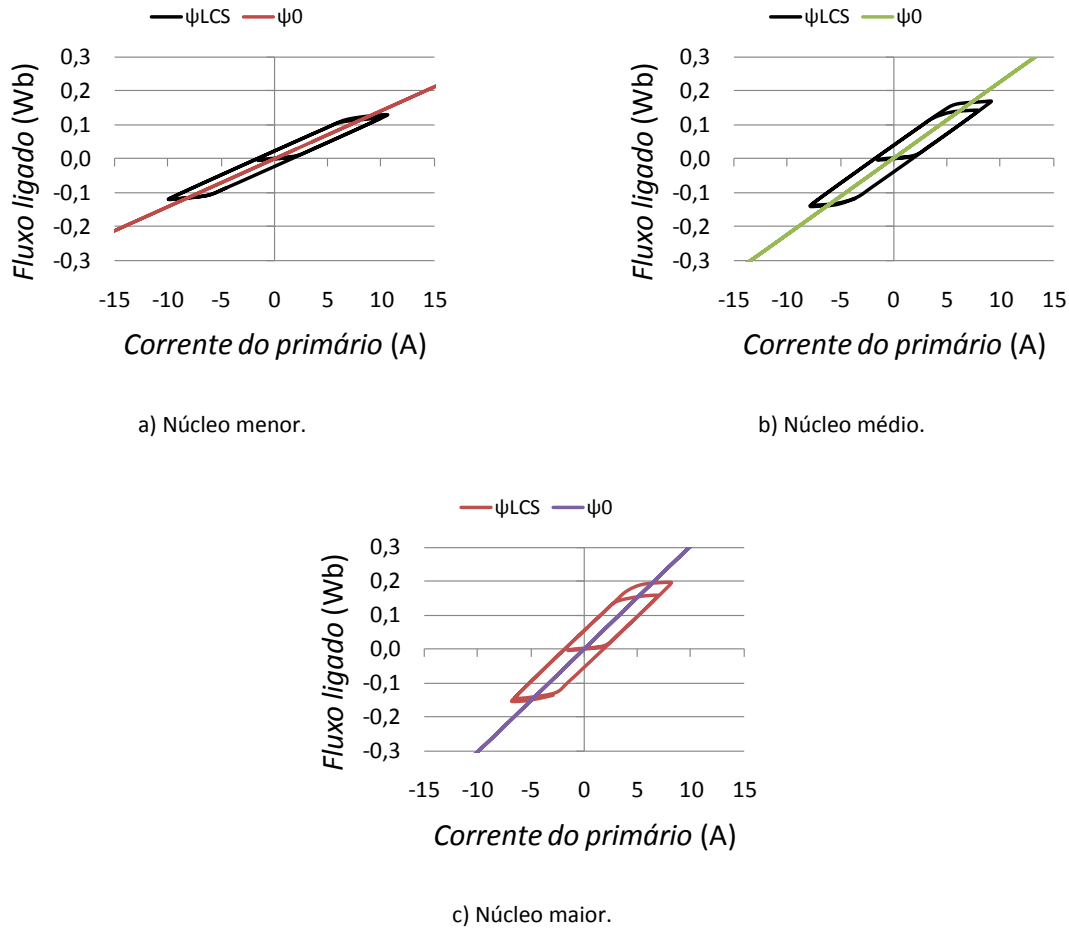 ψLCS ψ0
0,3
0,2
0,1
0,0
-0,1
-0,2
-0,3
Fluxo ligado (Wb)
-15 -10 -5 0 5 10 15
Corrente do primário (A)
a) Núcleo menor.
ψLCS ψ0
0,3
0,2
0,1
0,0
-0,1
-0,2
-0,3
Fluxo ligado (Wb)
-15 -10 -5 0 5 10 15
Corrente do primário (A)
b) Núcleo médio.
ψLCS ψ0
0,3
0,2
0,1
0,0
-0,1
-0,2
-0,3
Fluxo ligado (Wb)
-15 -10 -5 0 5 10 15
Corrente do primário (A)
c) Núcleo maior.